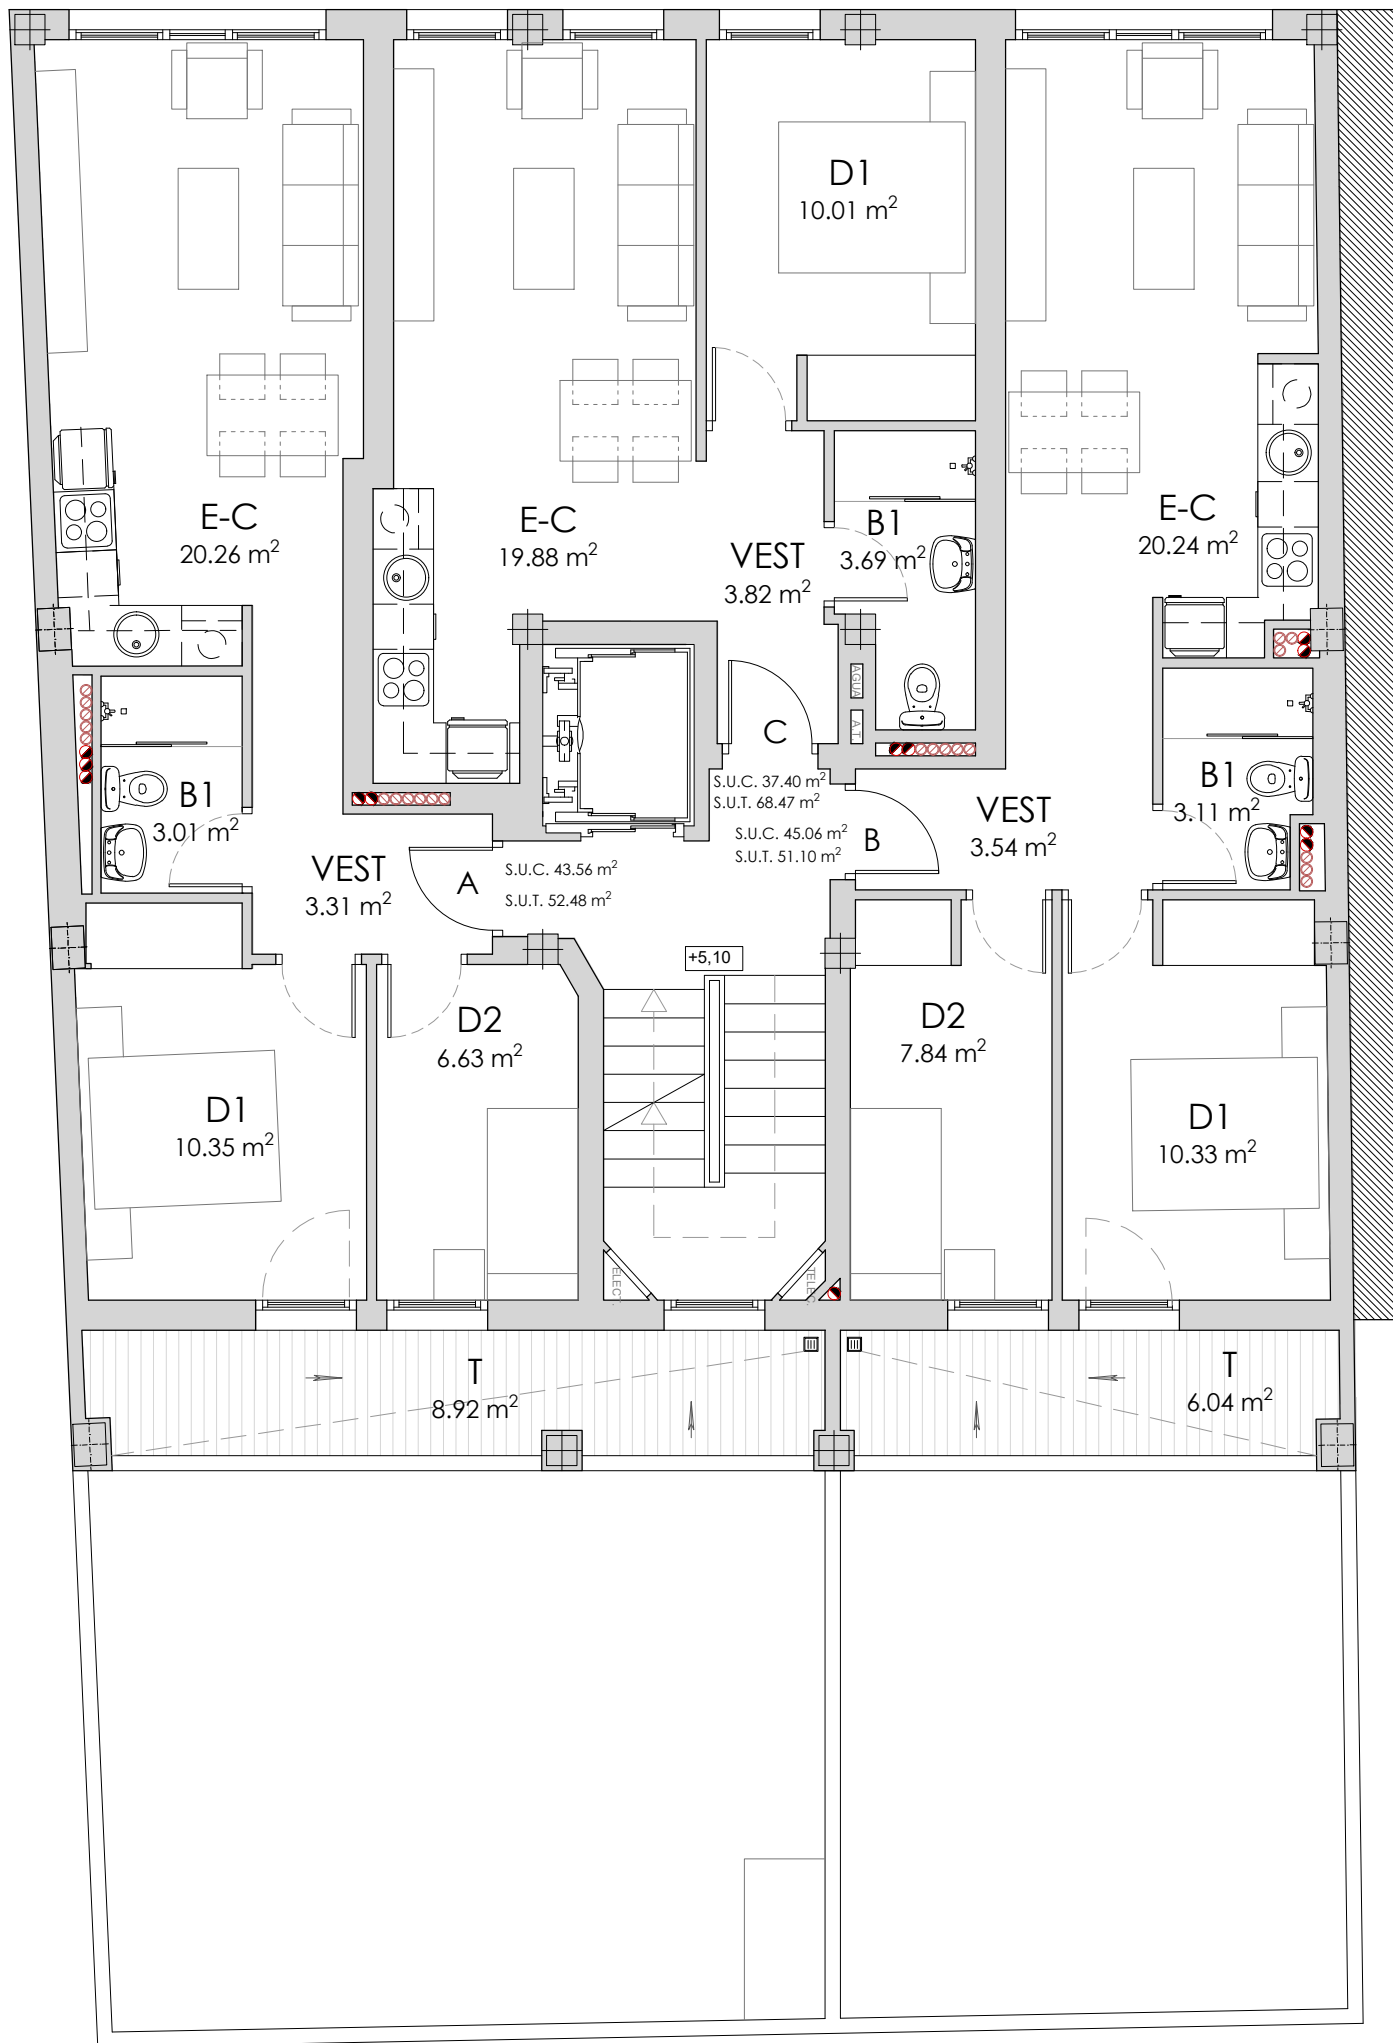 D1
10.01 m²
E-C
20.26 m²
E-C
19.88 m²
VEST
3.82 m²
B1
3.69 m²
E-C
20.24 m²
AGUA
A.T.
C
S.U.C. 37.40 m²
S.U.T. 68.47 m²
S.U.C. 45.06 m²
S.U.T. 51.10 m²
B
B1
3.01 m²
VEST
3.31 m²
A
S.U.C. 43.56 m²
S.U.T. 52.48 m²
VEST
3.54 m²
B1
3.11 m²
+5,10
D2
6.63 m²
D2
7.84 m²
D1
10.35 m²
D1
10.33 m²
ELECT.
TELEC.
T
8.92 m²
T
6.04 m²